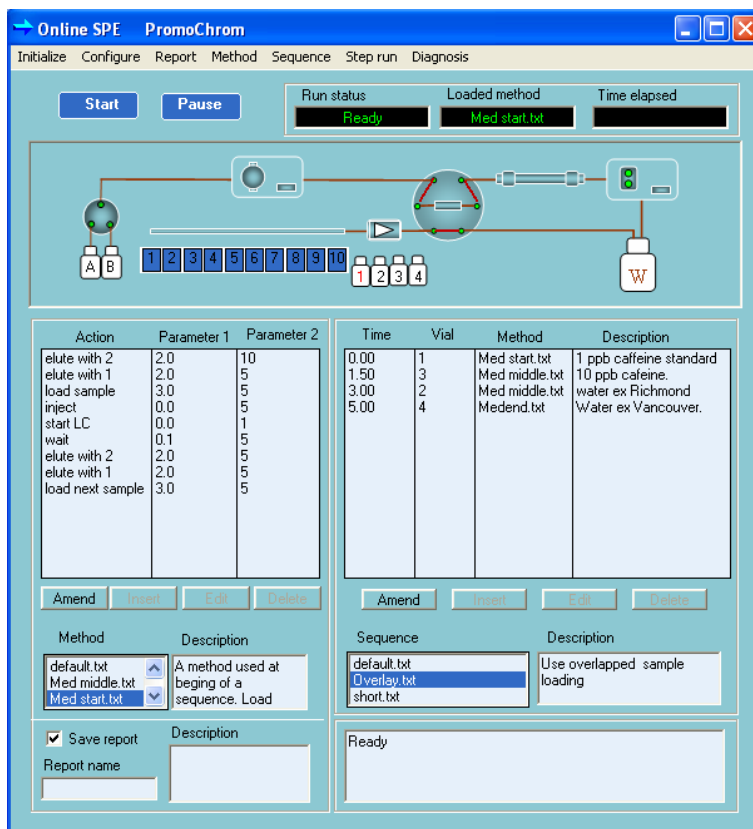 Online SPE PromoChrom
Initialize Configure Report Method Sequence Step run Diagnosis
Start Pause
Run status Loaded method Time elapsed
Ready Med start.txt
A B
1 2 3 4 5 6 7 8 9 10
1 2 3 4
W
Action Parameter 1 Parameter 2
elute with 2 2.0 10
elute with 1 2.0 5
load sample 3.0 5
inject 0.0 5
start LC 0.0 1
wait 0.1 5
elute with 2 2.0 5
elute with 1 2.0 5
load next sample 3.0 5
Time Vial Method Description
0.00 1 Med start.txt 1 ppb caffeine standard
1.50 3 Med middle.txt 10 ppb cafeine.
3.00 2 Med middle.txt water ex Richmond
5.00 4 Medend.txt Water ex Vancouver.
Amend Insert Edit Delete
Amend Insert Edit Delete
Method Description
default.txt
Med middle.txt
Med start.txt
A method used at
beging of a
sequence. Load
Sequence Description
default.txt
Overlay.txt
short.txt
Use overlapped sample
loading
Save report
Report name
Description
Ready